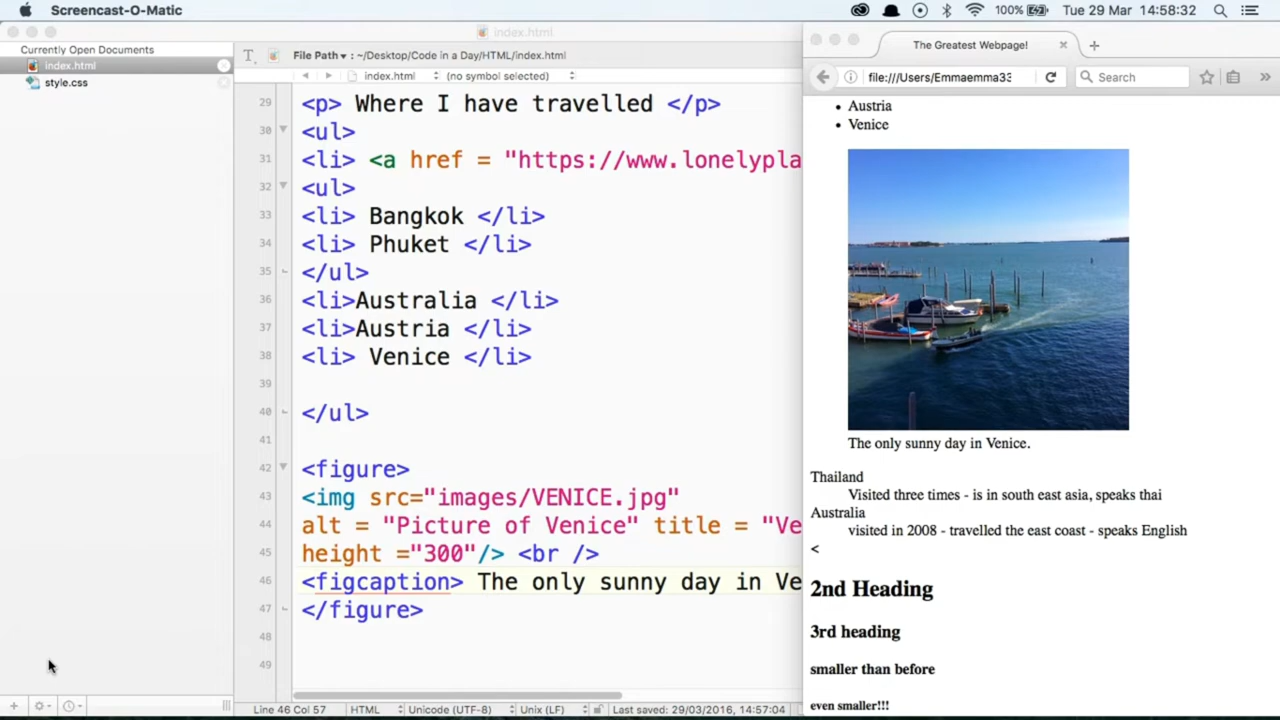 Screencast-O-Matic
100%
Tue 29 Mar 14:58:32
Currently Open Documents
index.html
style.css
index.html
File Path ▾ : ~/Desktop/Code in a Day/HTML/index.html
index.html
(no symbol selected)
29 <p> Where I have travelled </p>
30 <ul>
31 <li> <a href = "https://www.lonelypla
32 <ul>
33 <li> Bangkok </li>
34 <li> Phuket </li>
35 </ul>
36 <li>Australia </li>
37 <li>Austria </li>
38 <li> Venice </li>
39
40 </ul>
41
42 <figure>
43 <img src="images/VENICE.jpg"
44 alt = "Picture of Venice" title = "Ve
45 height ="300"/> <br />
46 <figcaption> The only sunny day in Ve
47 </figure>
48
49
Line 46 Col 57
HTML
Unicode (UTF-8)
Unix (LF)
Last saved: 29/03/2016, 14:57:04
The Greatest Webpage!
file:///Users/Emmaemma33
Search
• Austria
• Venice
The only sunny day in Venice.
Thailand
Visited three times - is in south east asia, speaks thai
Australia
visited in 2008 - travelled the east coast - speaks English
<
2nd Heading
3rd heading
smaller than before
even smaller!!!